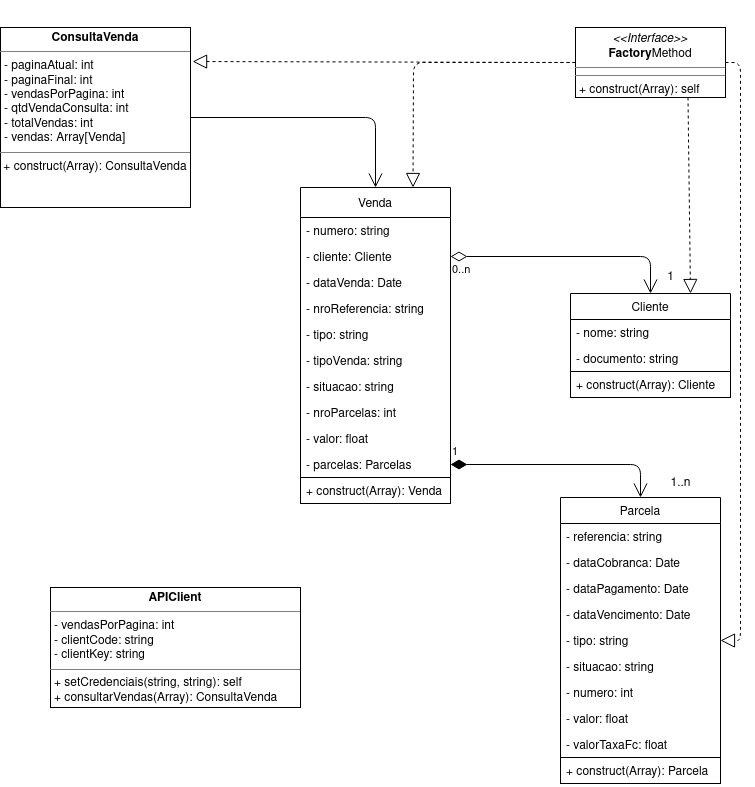 ConsultaVenda
- paginaAtual: int
- paginaFinal: int
- vendasPorPagina: int
- qtdVendaConsulta: int
- totalVendas: int
- vendas: Array[Venda]
+ construct(Array): ConsultaVenda
<<Interface>>
FactoryMethod
+ construct(Array): self
Venda
- numero: string
- cliente: Cliente
- dataVenda: Date
- nroReferencia: string
- tipo: string
- tipoVenda: string
- situacao: string
- nroParcelas: int
- valor: float
- parcelas: Parcelas
+ construct(Array): Venda
0..n
1
Cliente
- nome: string
- documento: string
+ construct(Array): Cliente
1
1..n
Parcela
- referencia: string
- dataCobranca: Date
- dataPagamento: Date
- dataVencimento: Date
- tipo: string
- situacao: string
- numero: int
- valor: float
- valorTaxaFc: float
+ construct(Array): Parcela
APIClient
- vendasPorPagina: int
- clientCode: string
- clientKey: string
+ setCredenciais(string, string): self
+ consultarVendas(Array): ConsultaVenda